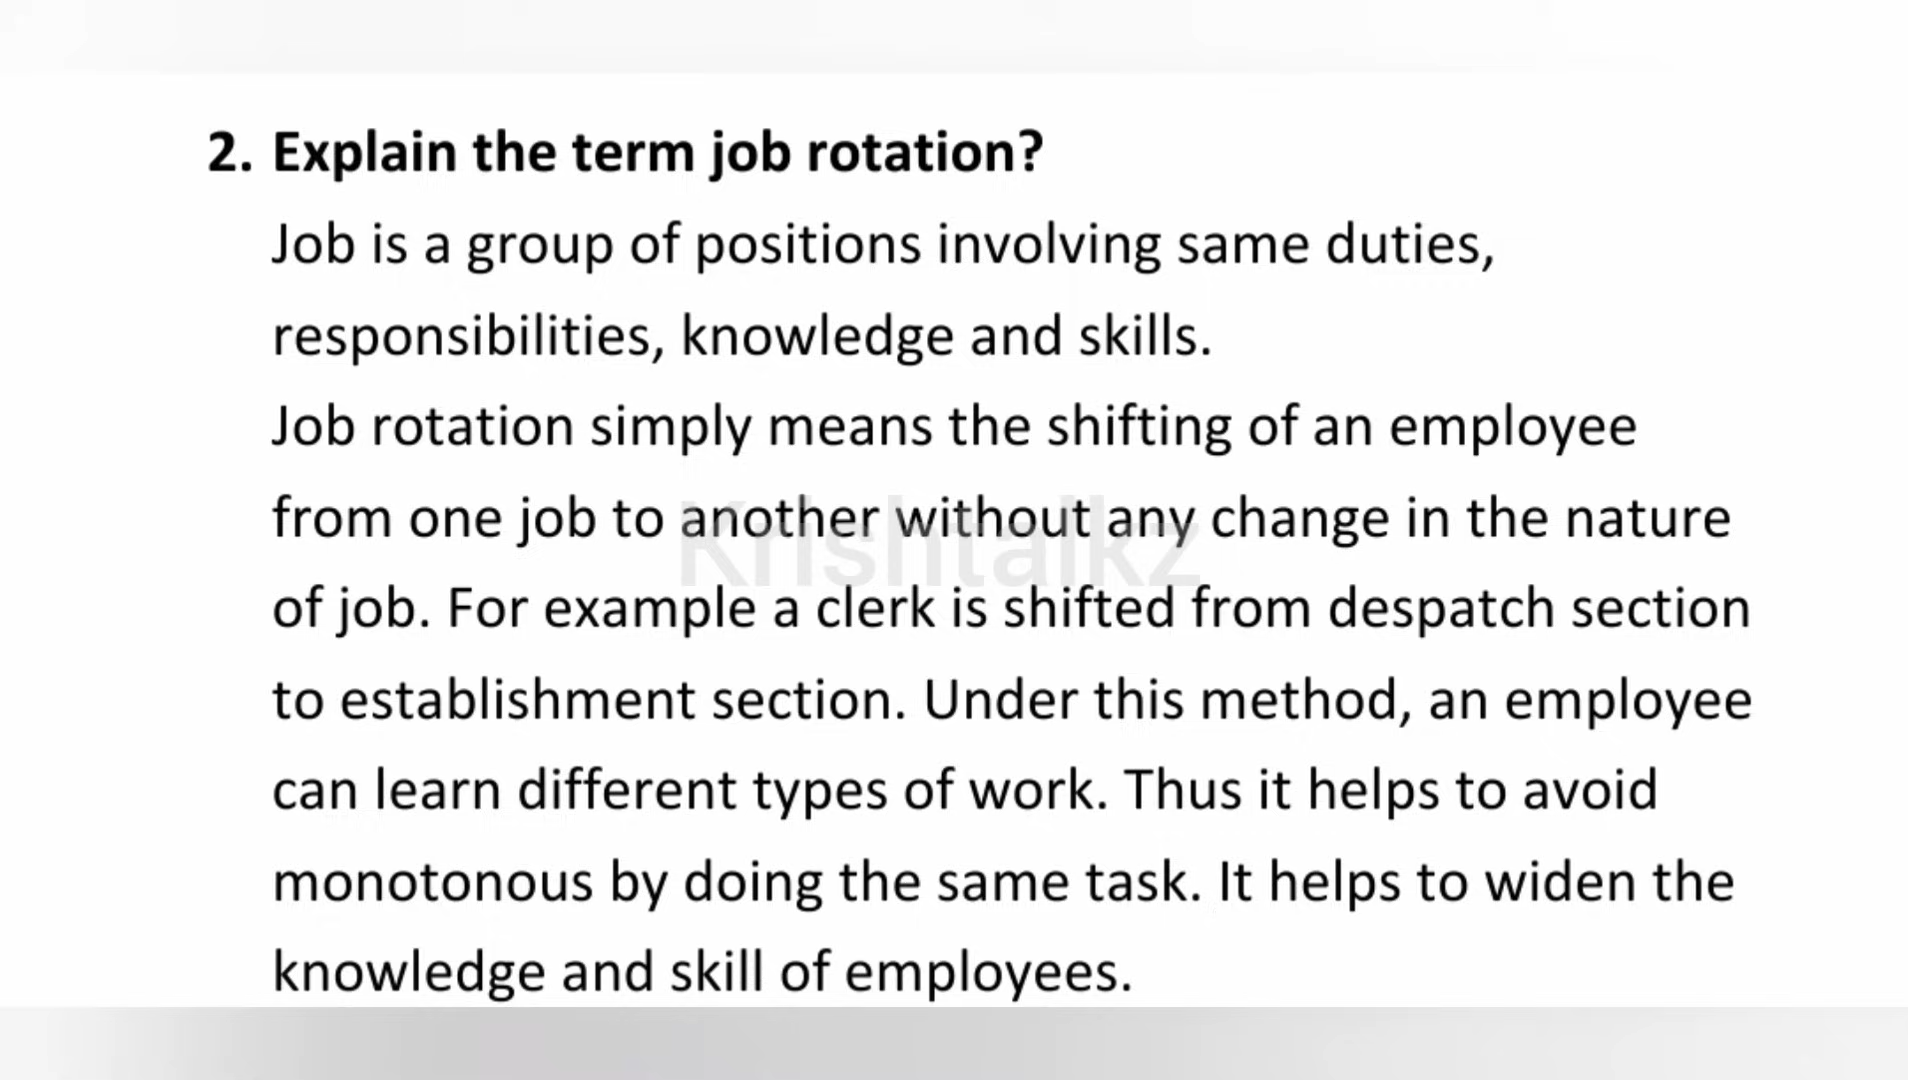 2. Explain the term job rotation?
Job is a group of positions involving same duties,
responsibilities, knowledge and skills.
Job rotation simply means the shifting of an employee
from one job to another without any change in the nature
Krishtalkz
of job. For example a clerk is shifted from despatch section
to establishment section. Under this method, an employee
can learn different types of work. Thus it helps to avoid
monotonous by doing the same task. It helps to widen the
knowledge and skill of employees.